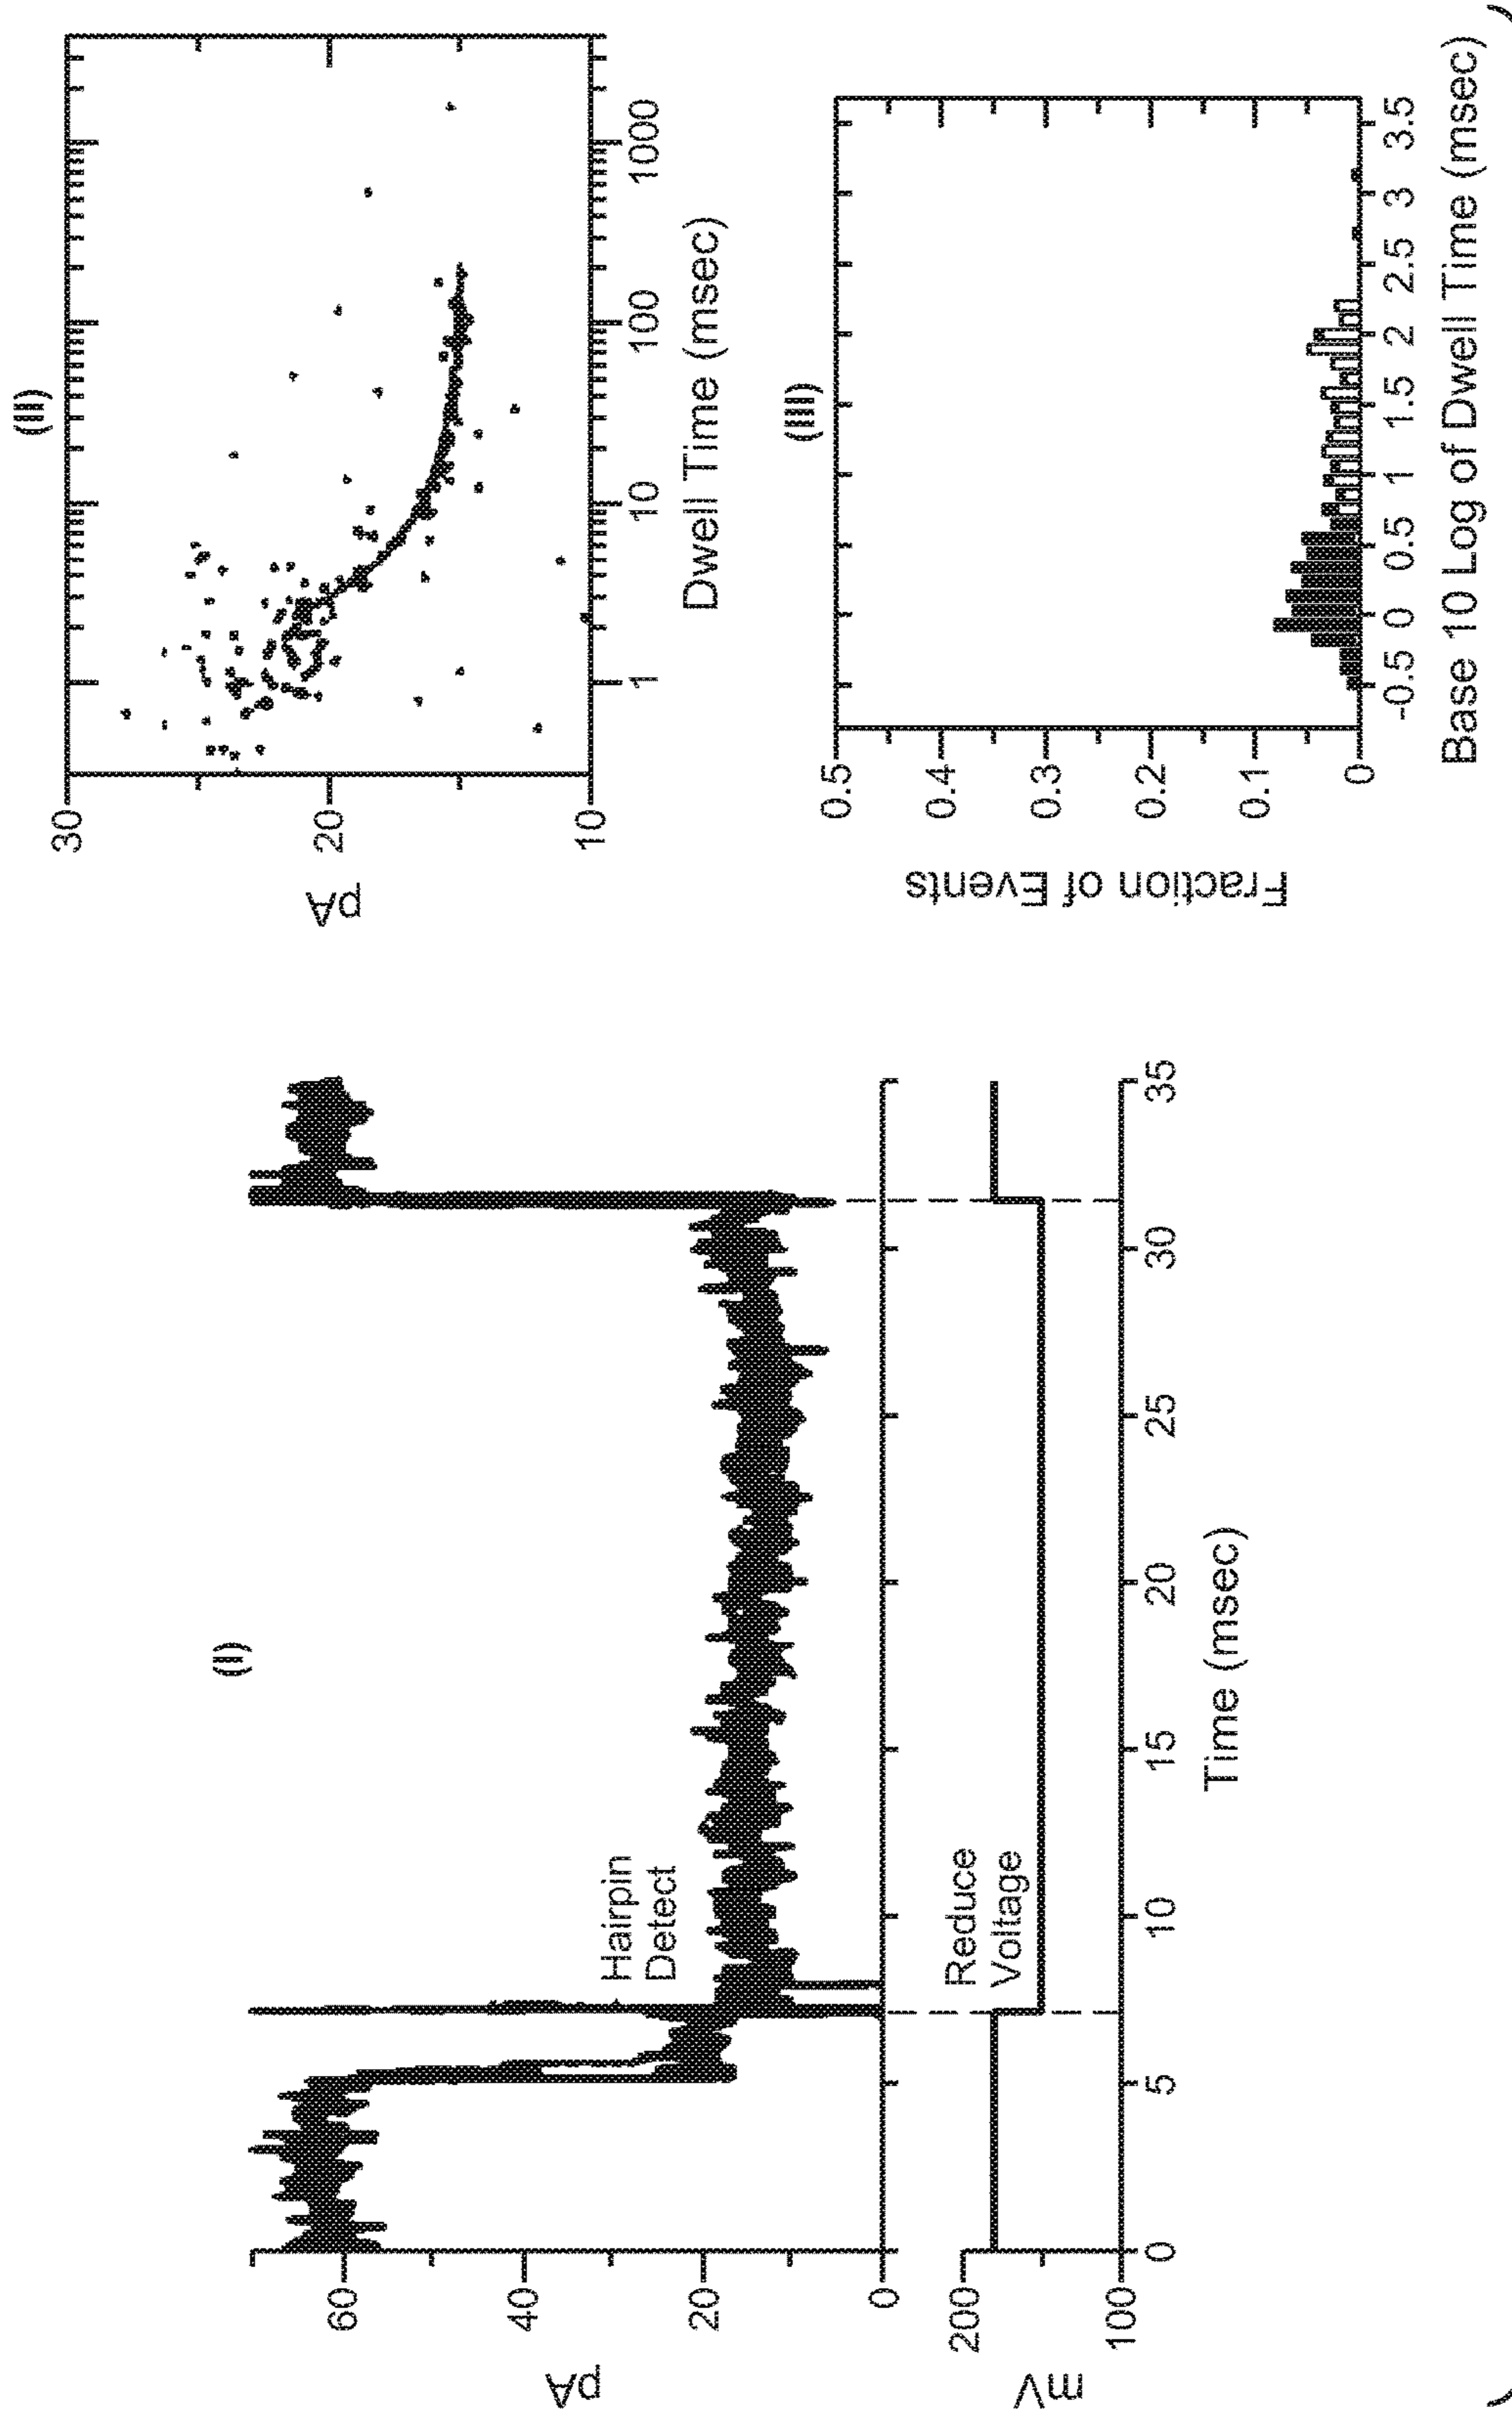 (I)
60
40
20
0
pA
Hairpin
Detect
200
100
mV
Reduce
Voltage
0
5
10
15
20
25
30
35
Time (msec)
(II)
30
20
10
pA
1
10
100
1000
Dwell Time (msec)
(III)
0.5
0.4
0.3
0.2
0.1
0
Fraction of Events
-0.5
0
0.5
1
1.5
2
2.5
3
3.5
Base 10 Log of Dwell Time (msec)